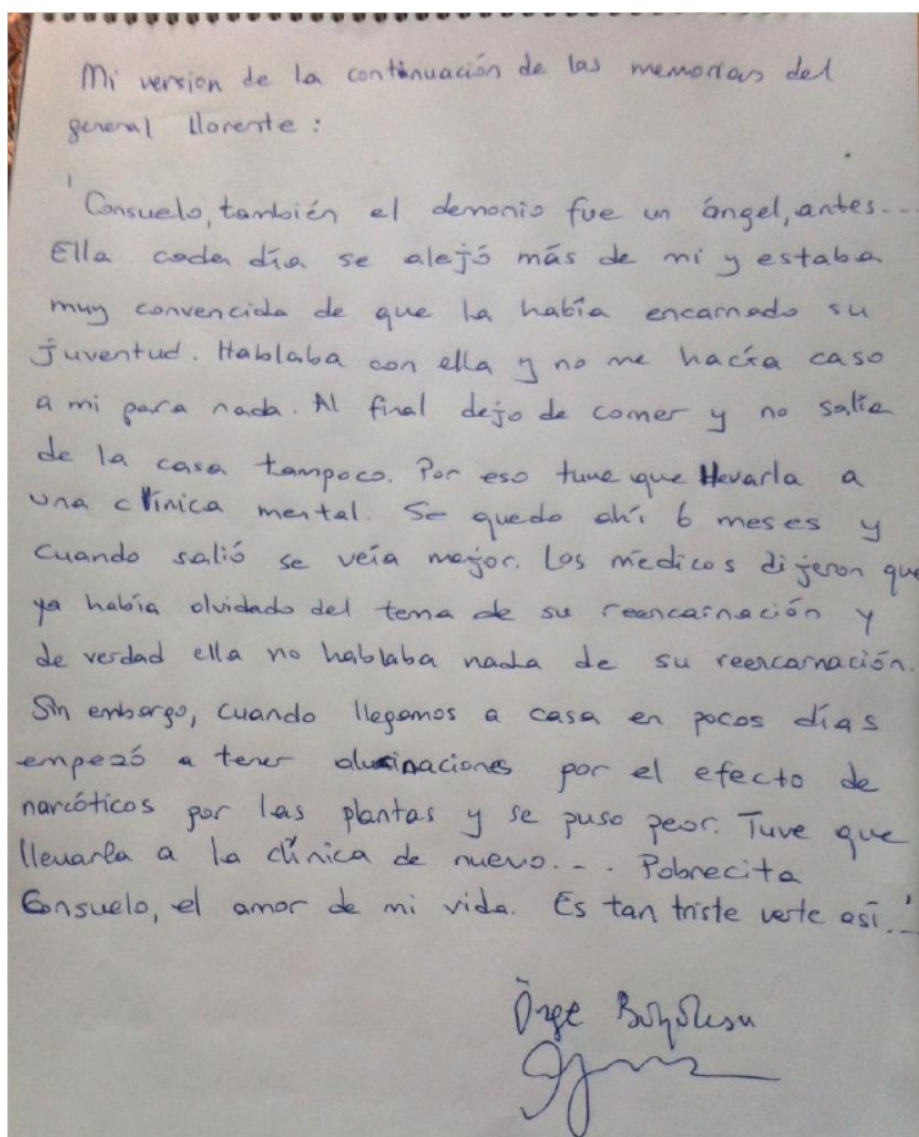 Mi version de la continuación de las memorias del
general llorente :
'Consuelo, también el demonio fue un ángel, antes...
Ella cada día se alejó más de mi y estaba
muy convencida de que la había encarnado su
juventud. Hablaba con ella y no me hacía caso
a mi para nada. Al final dejo de comer y no salia
de la casa tampoco. Por eso tuve que llevarla a
una clínica mental. Se quedo ahí 6 meses y
cuando salió se veía mejor. Los médicos dijeron que
ya había olvidado del tema de su reencarnación y
de verdad ella no hablaba nada de su reencarnación.
Sin embargo, cuando llegamos a casa en pocos días
empezó a tener alucinaciones por el efecto de
narcóticos por las plantas y se puso peor. Tuve que
llevarla a la clínica de nuevo.... Pobrecita
Consuelo, el amor de mi vida. Es tan triste verte así...'